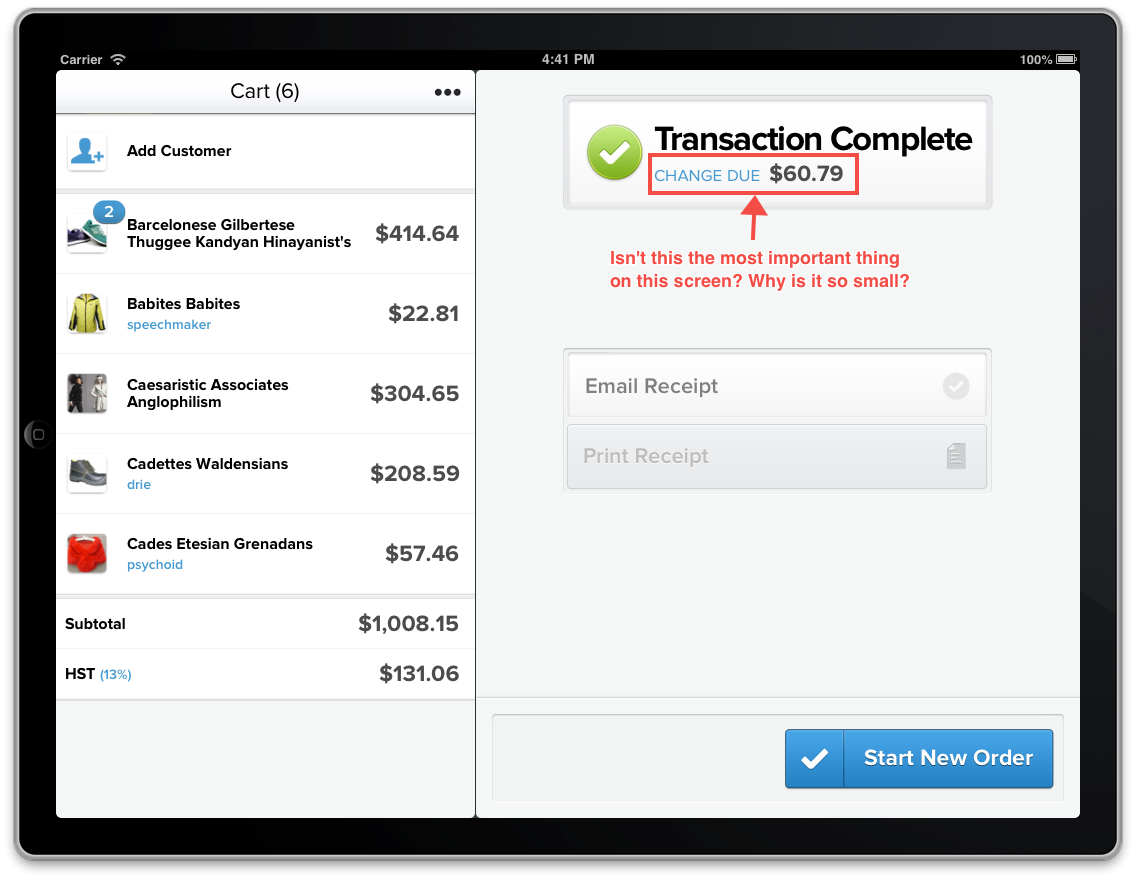 Carrier
4:41 PM
100%
Cart (6)
Add Customer
2
Barcelonese Gilbertese
Thuggee Kandyan Hinayanist's
$414.64
Babites Babites
speechmaker
$22.81
Caesaristic Associates
Anglophilism
$304.65
Cadettes Waldensians
drie
$208.59
Cades Etesian Grenadans
psychoid
$57.46
Subtotal
$1,008.15
HST (13%)
$131.06
Transaction Complete
CHANGE DUE $60.79
Isn't this the most important thing
on this screen? Why is it so small?
Email Receipt
Print Receipt
Start New Order